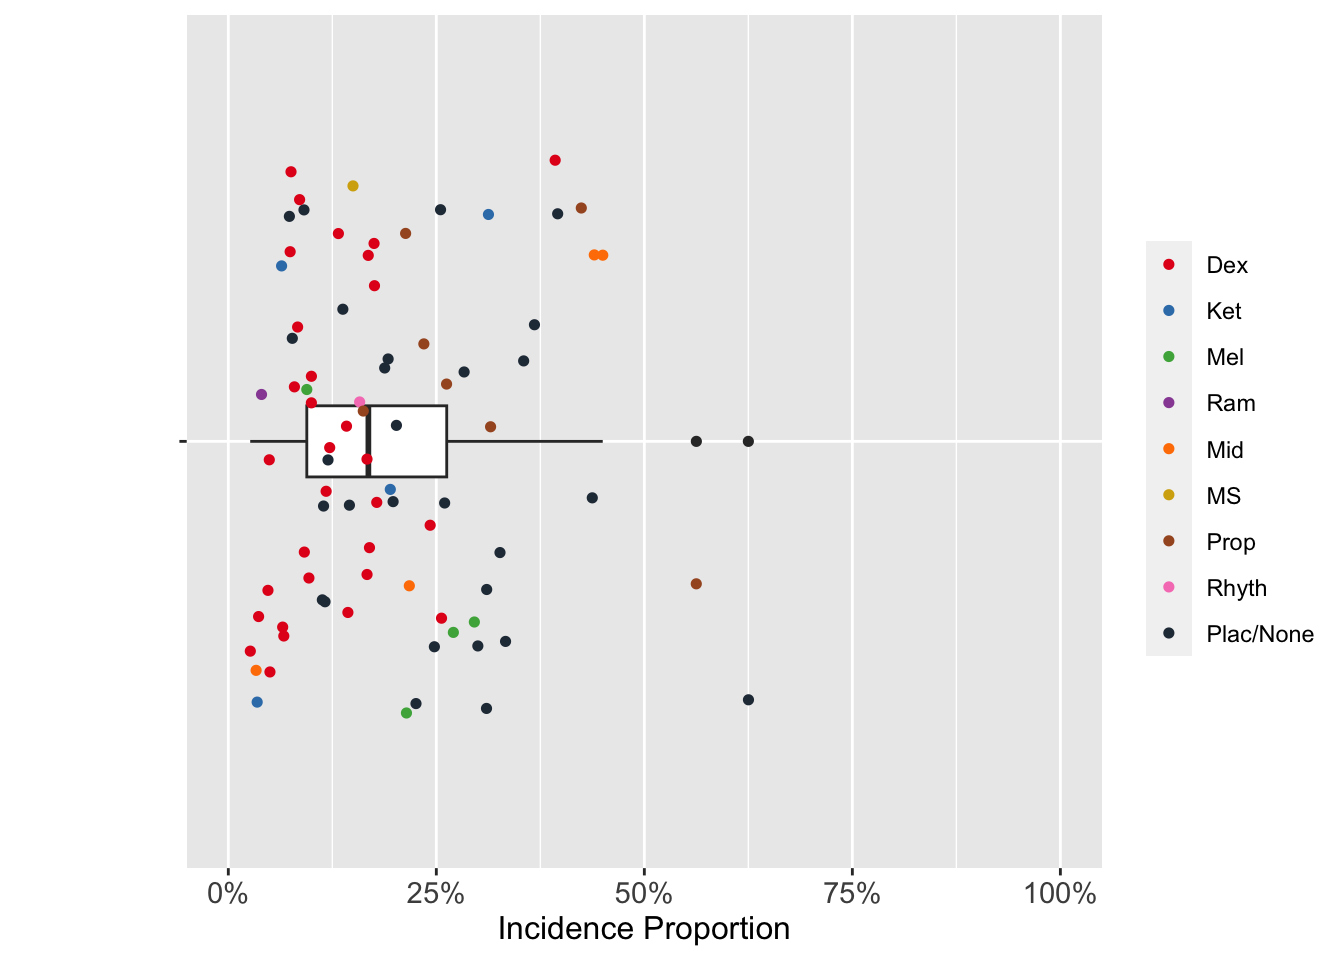 Dex
Ket
Mel
Ram
Mid
MS
Prop
Rhyth
Plac/None
0% 25% 50% 75% 100%
Incidence Proportion